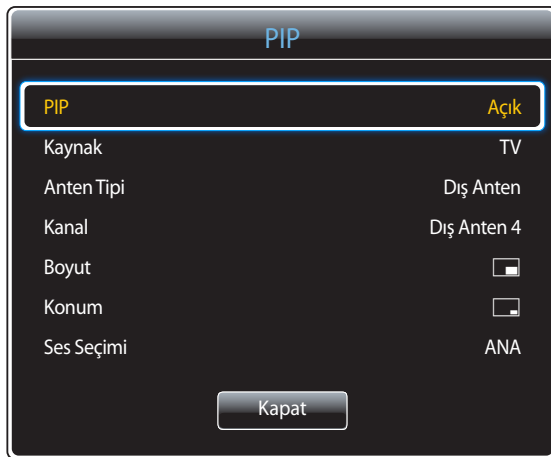 PIP
PIP Açık
Kaynak TV
Anten Tipi Dış Anten
Kanal Dış Anten 4
Boyut
Konum
Ses Seçimi ANA
Kapat